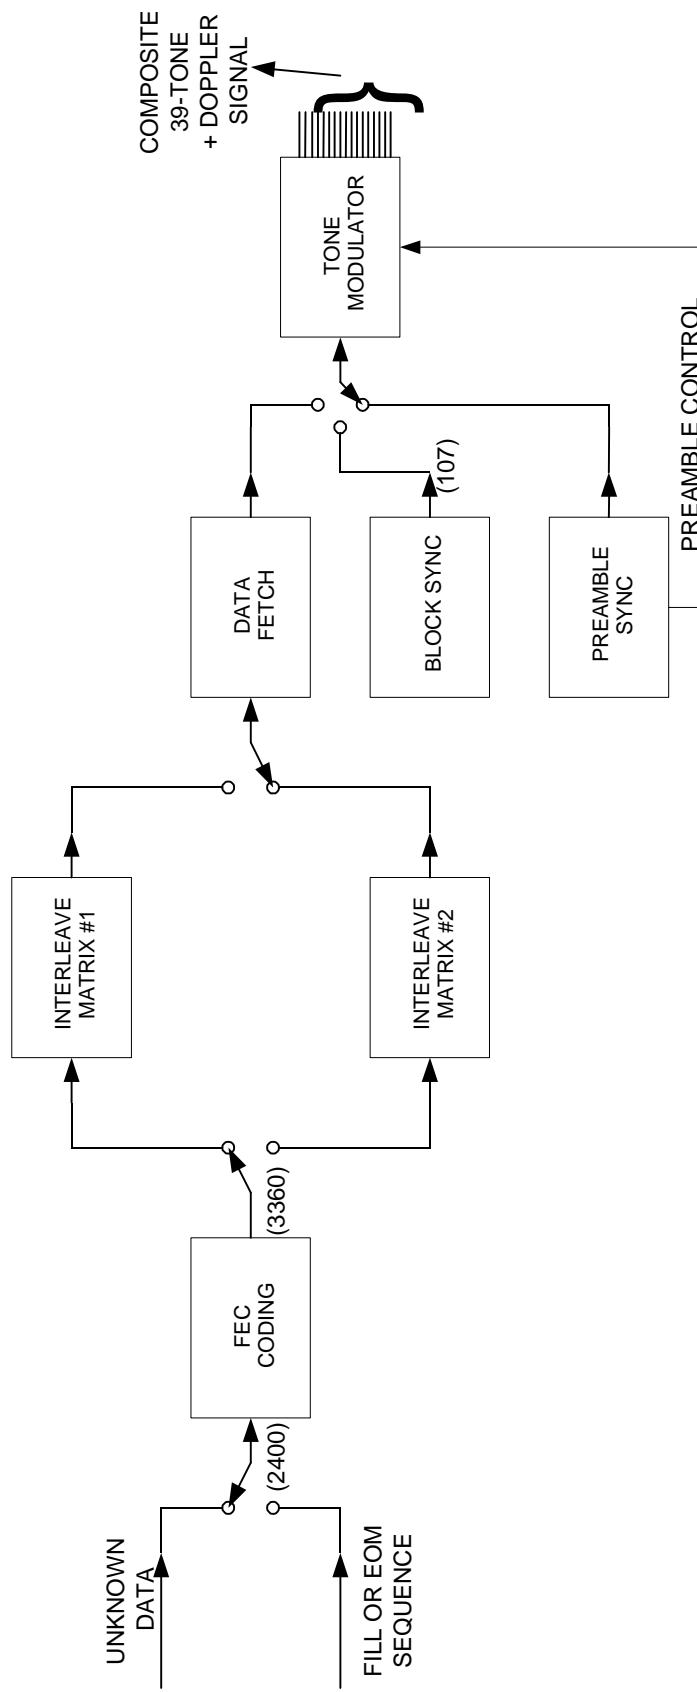 UNKNOWN
DATA
FILL OR EOM
SEQUENCE
(2400)
FEC
CODING
(3360)
INTERLEAVE
MATRIX #1
INTERLEAVE
MATRIX #2
DATA
FETCH
BLOCK SYNC
(107)
PREAMBLE
SYNC
PREAMBLE CONTROL
TONE
MODULATOR
COMPOSITE
39-TONE
+ DOPPLER
SIGNAL